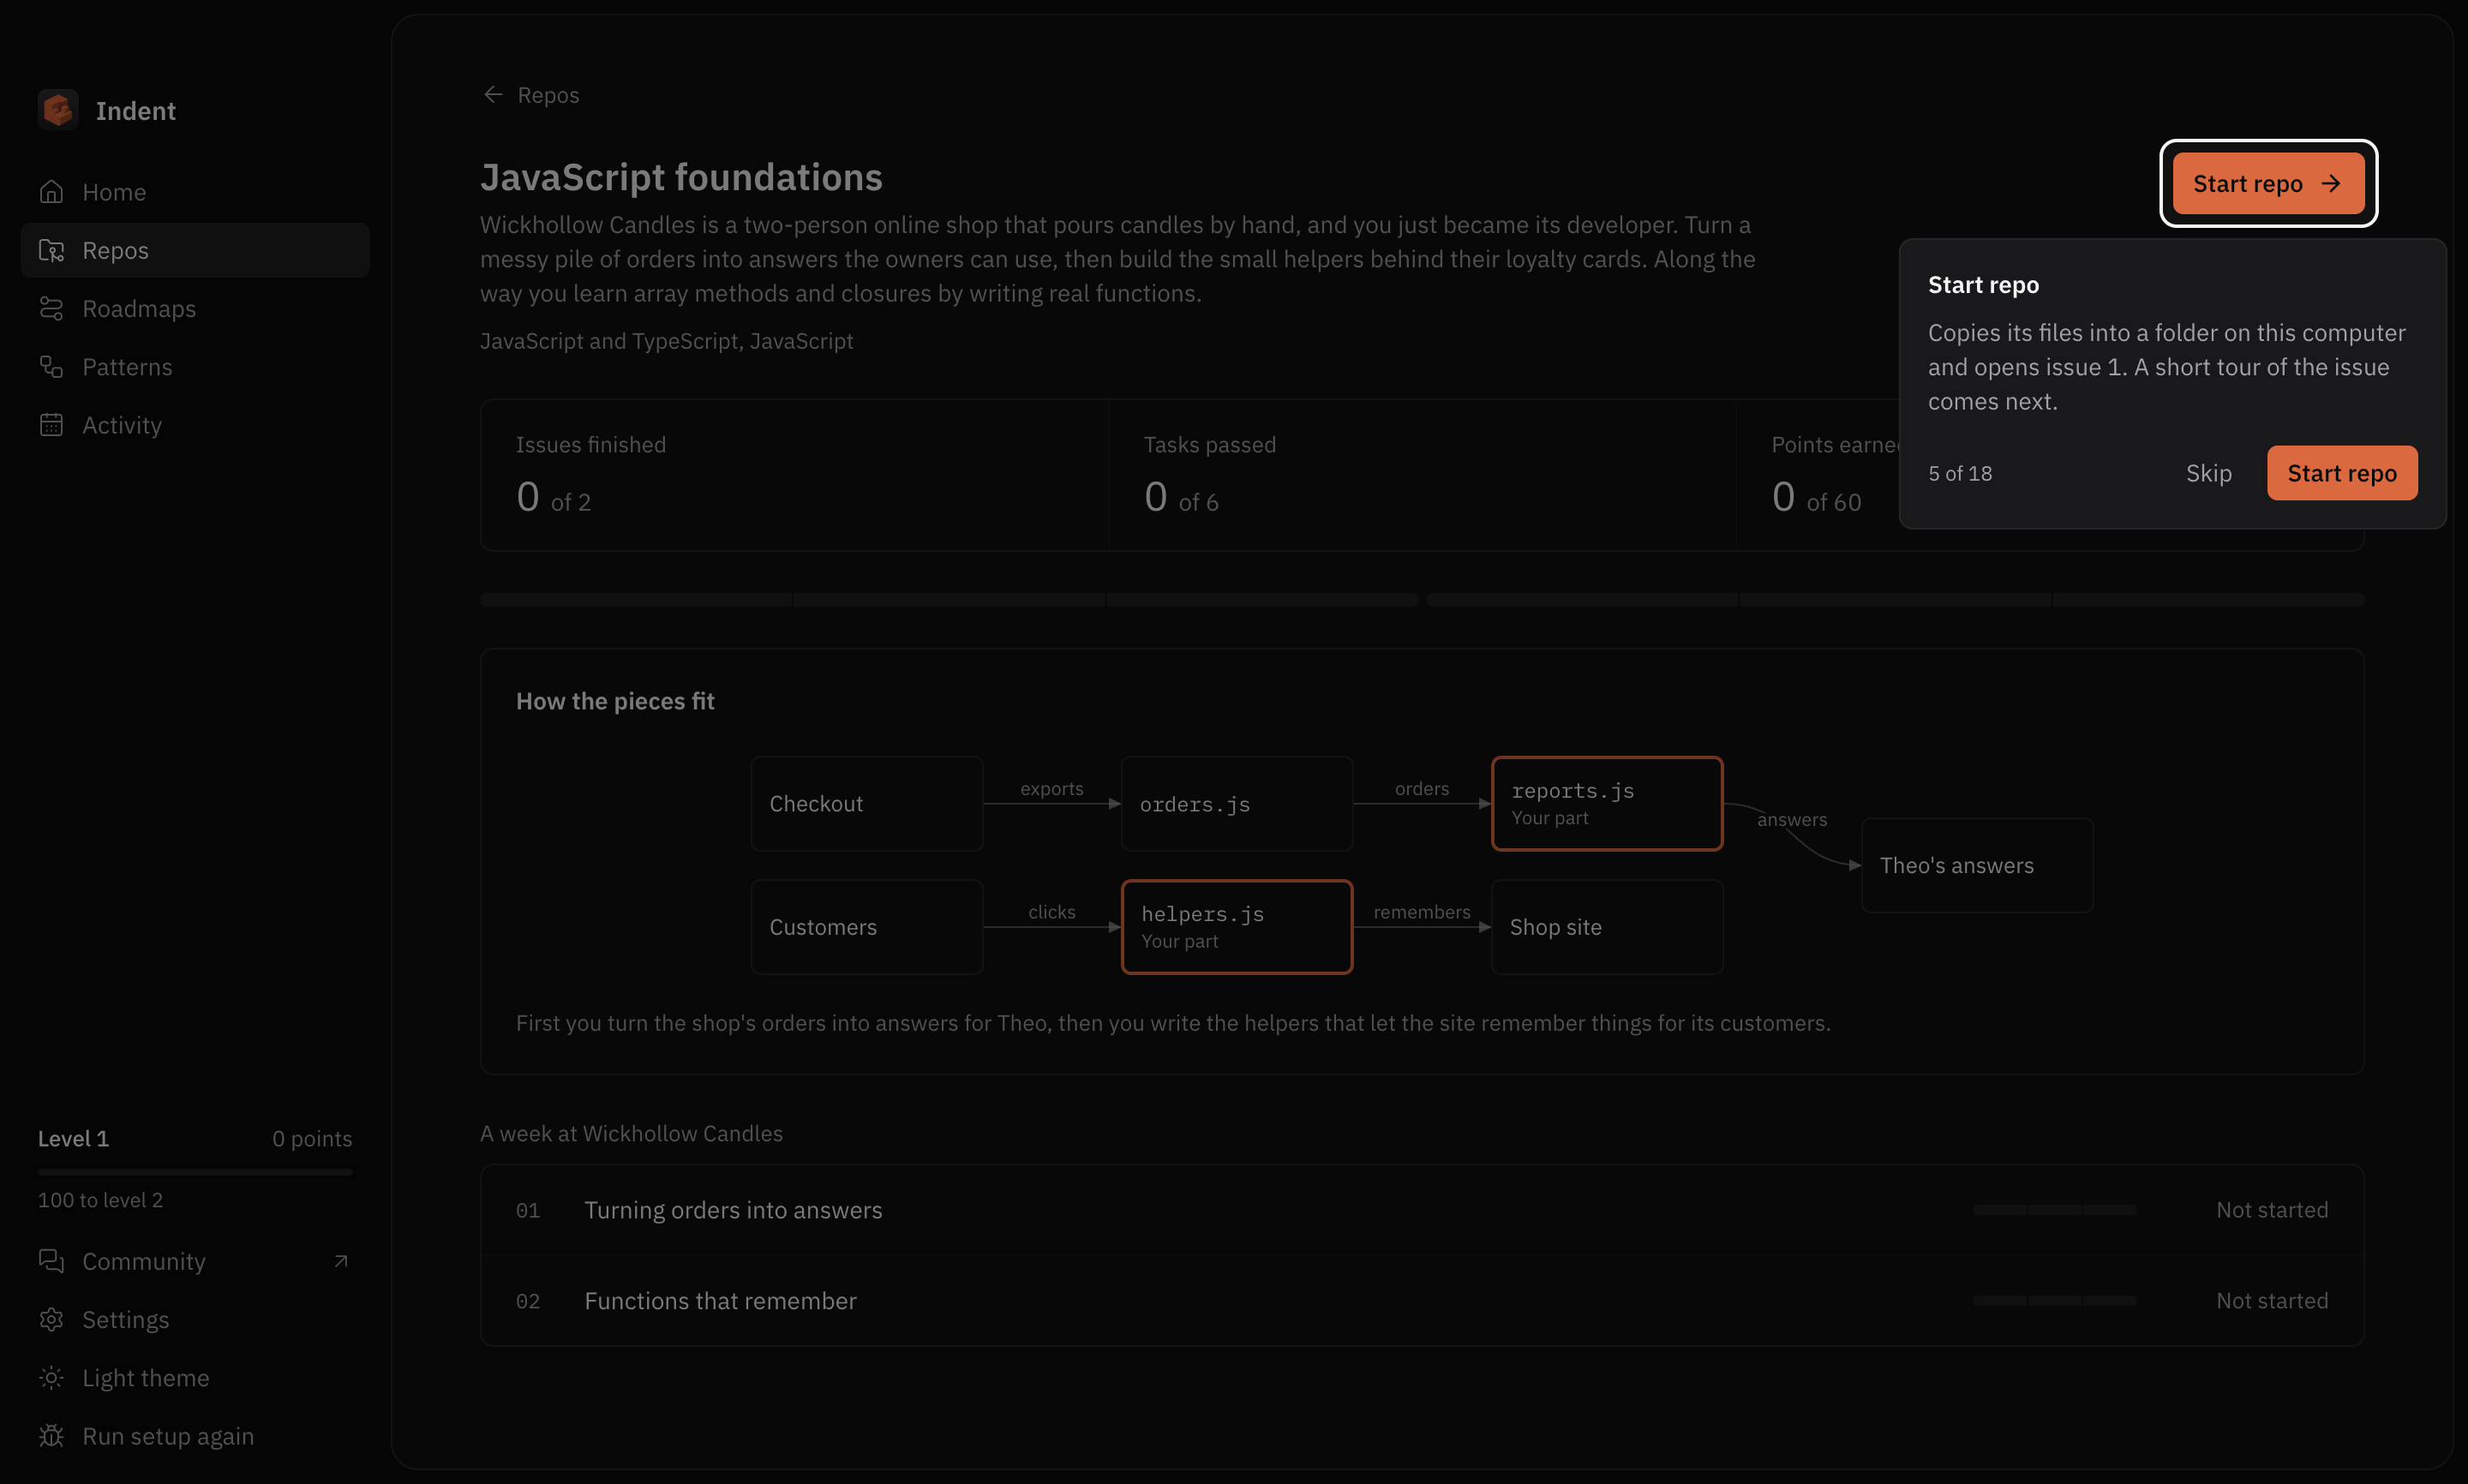 Indent
Home
Repos
Roadmaps
Patterns
Activity
Level 1
0 points
100 to level 2
Community
Settings
Light theme
Run setup again
Repos
JavaScript foundations
Wickhollow Candles is a two-person online shop that pours candles by hand, and you just became its developer. Turn a
messy pile of orders into answers the owners can use, then build the small helpers behind their loyalty cards. Along the
way you learn array methods and closures by writing real functions.
JavaScript and TypeScript, JavaScript
Start repo
Start repo
Copies its files into a folder on this computer
and opens issue 1. A short tour of the issue
comes next.
5 of 18
Skip
Start repo
Issues finished
0 of 2
Tasks passed
0 of 6
Points earned
0 of 60
How the pieces fit
Checkout
exports
orders.js
orders
reports.js
Your part
answers
Theo's answers
Customers
clicks
helpers.js
Your part
remembers
Shop site
First you turn the shop's orders into answers for Theo, then you write the helpers that let the site remember things for its customers.
A week at Wickhollow Candles
01 Turning orders into answers Not started
02 Functions that remember Not started